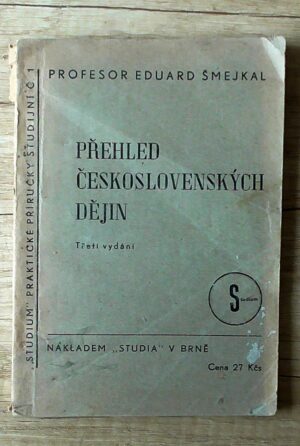 PROFESOR EDUARD ŠMEJKAL
PŘEHLED
ČESKOSLOVENSKÝCH
DĚJIN
Třetí vydání
S
studium
NÁKLADEM „STUDIA" V BRNĚ
Cena 27 Kčs
„STUDIUM" PRAKTICKÉ PŘÍRUČKY STUDIJNÍ Č 1